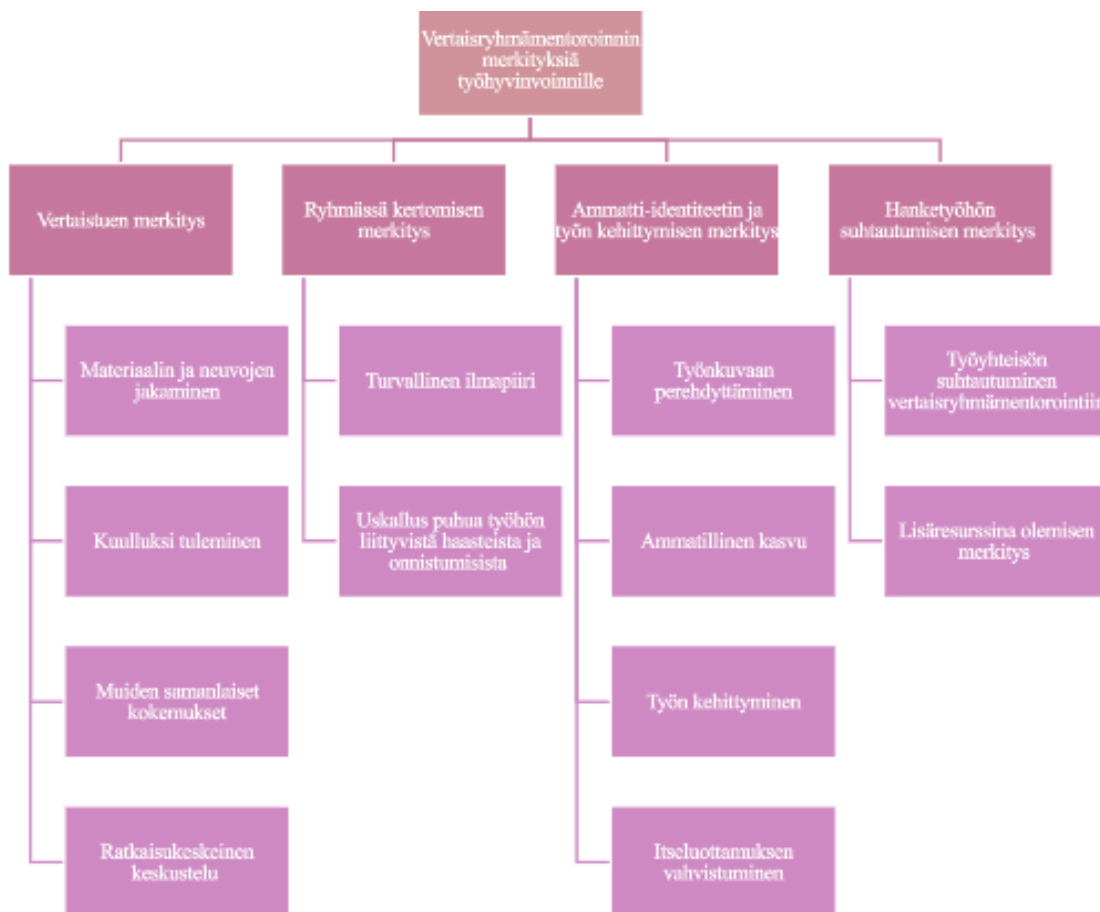 Vertaisryhmämentoroinnin
merkityksiä
työhyvinvoinnille
Vertaistuen merkitys
Ryhmässä kertomisen
merkitys
Ammatti-identiteetin ja
työn kehittymisen merkitys
Hanketyöhön
suhtautumisen merkitys
Materiaalin ja neuvojen
jakaminen
Kuulluksi tuleminen
Muiden samanlaiset
kokemukset
Ratkaisukeskeinen
keskustelu
Turvallinen ilmapiiri
Uskallus puhua työhön
liittyvistä haasteista ja
onnistumisista
Työnkuvaan
perehdyttäminen
Ammatillinen kasvu
Työn kehittyminen
Itseluottamuksen
vahvistuminen
Työyhteisön
suhtautuminen
vertaisryhmämentorointiin
Lisäresurssina olemisen
merkitys